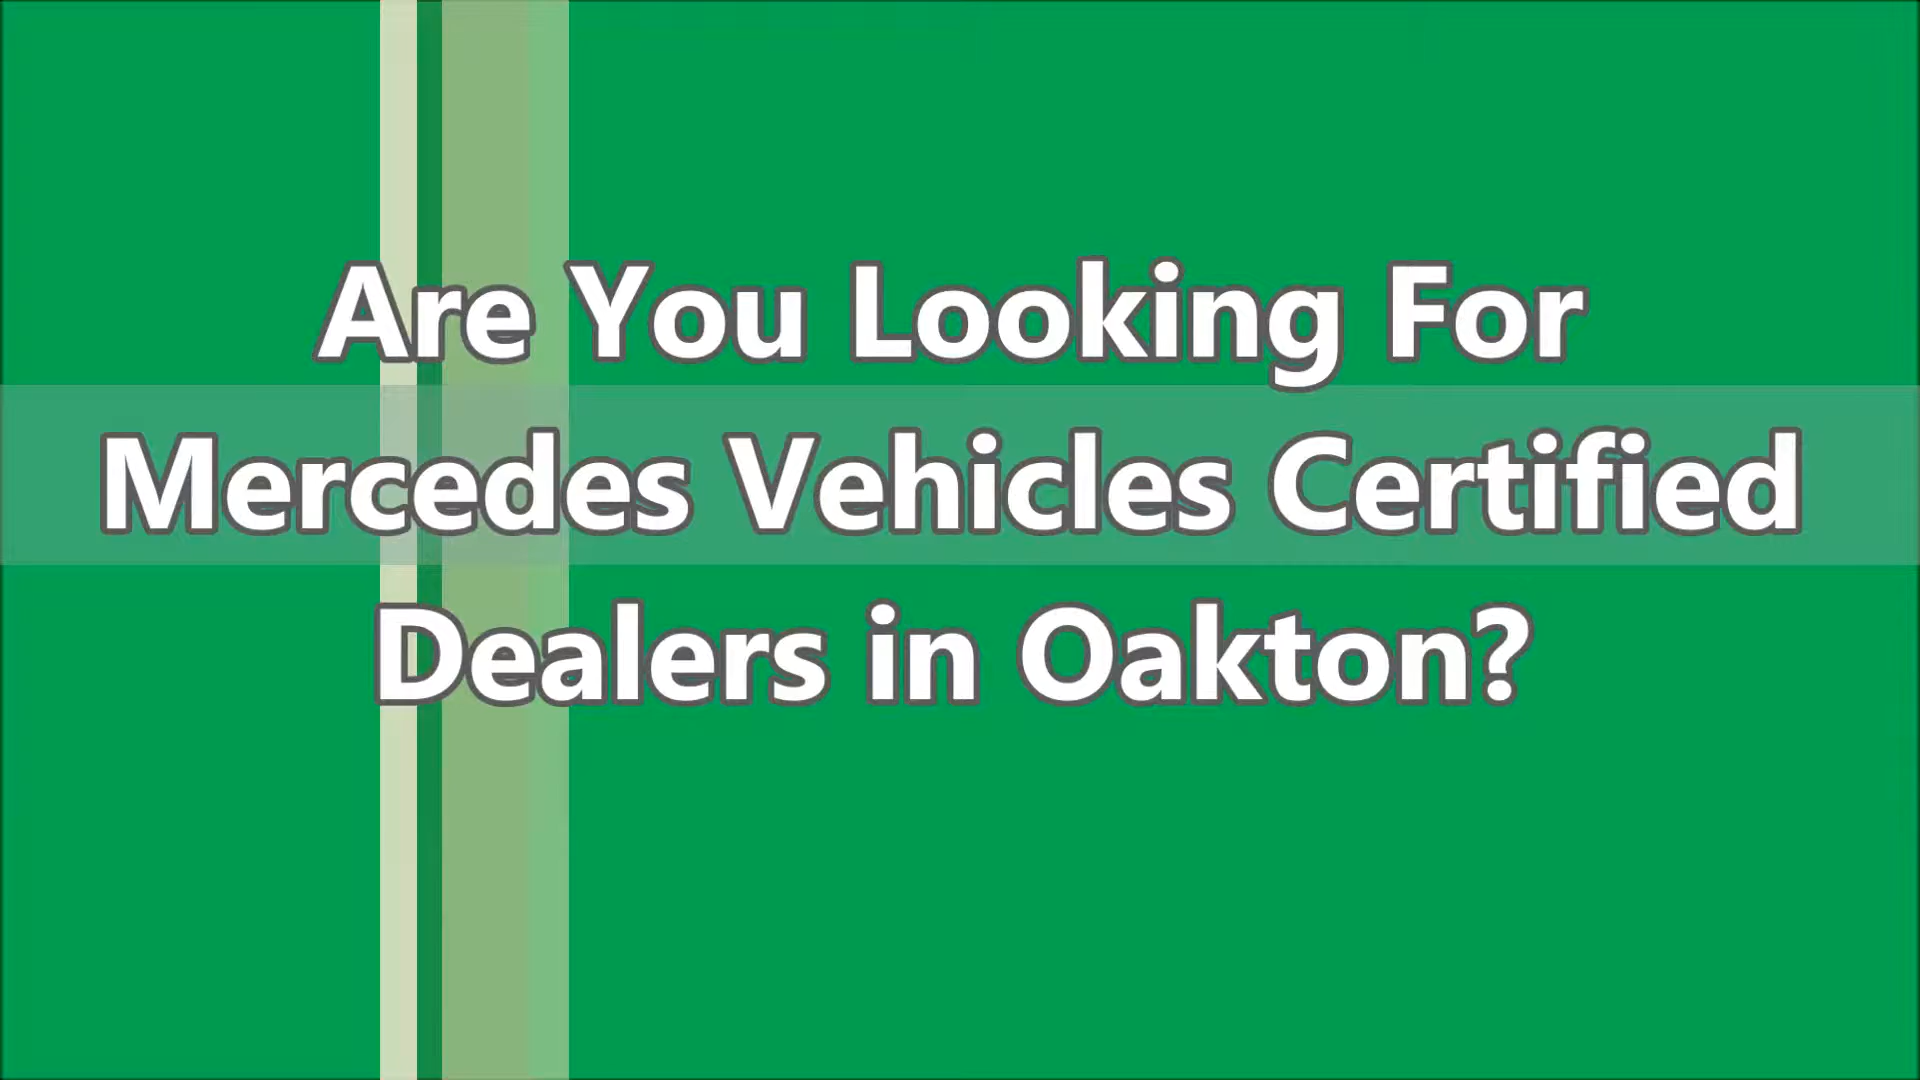 Are You Looking For
Mercedes Vehicles Certified
Dealers in Oakton?